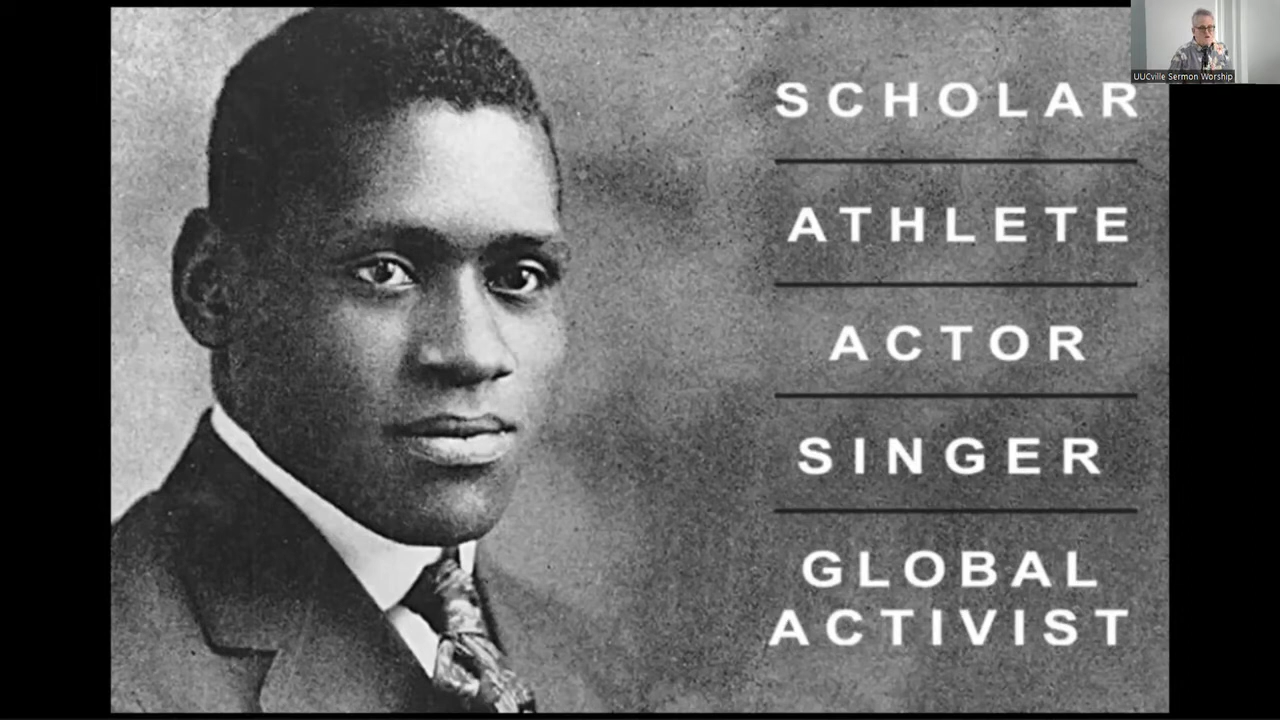 UUCville Sermon Worship
SCHOLAR
ATHLETE
ACTOR
SINGER
GLOBAL
ACTIVIST